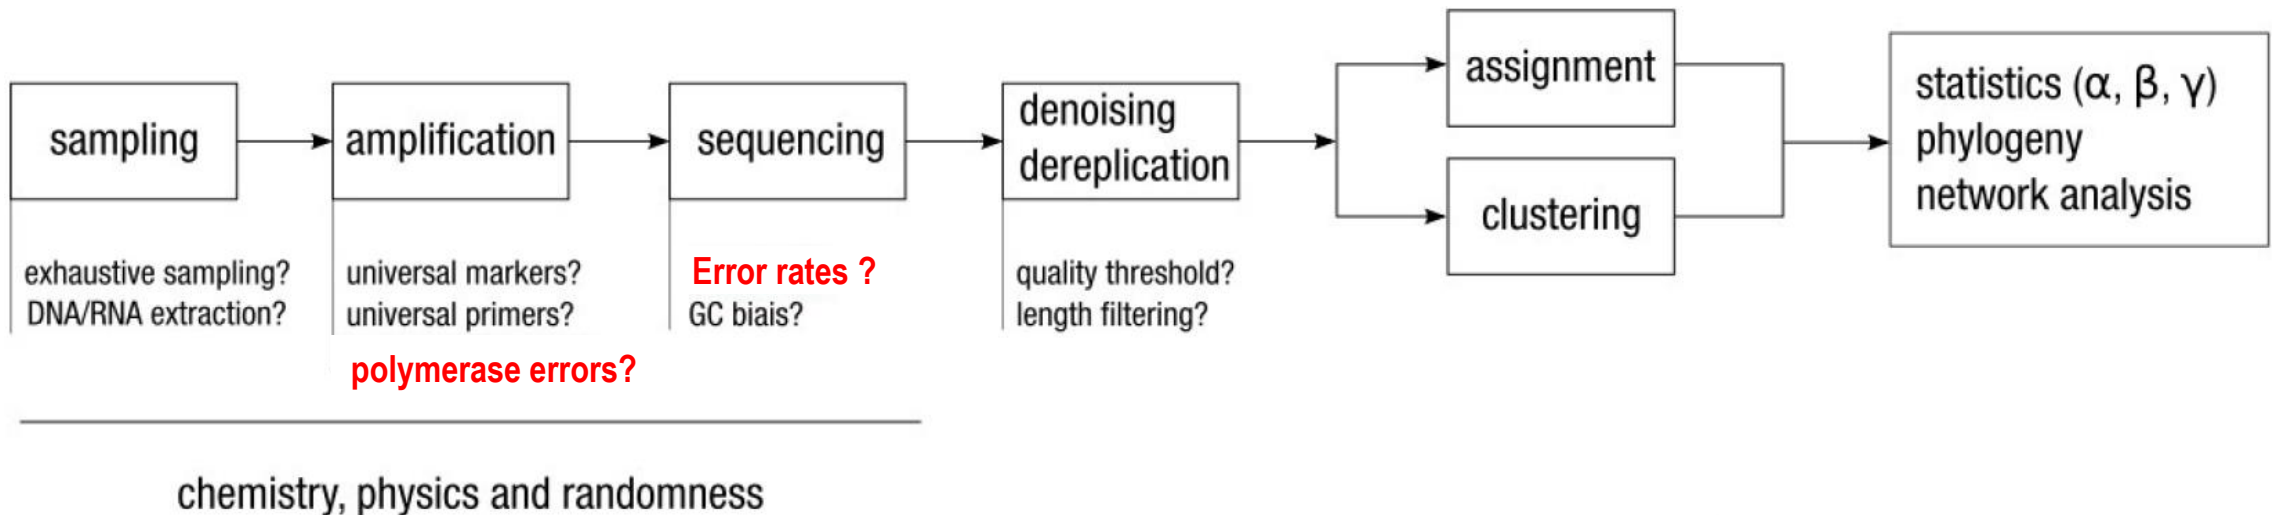 sampling
amplification
sequencing
denoising
dereplication
assignment
clustering
statistics (α, β, γ)
phylogeny
network analysis
exhaustive sampling?
DNA/RNA extraction?
universal markers?
universal primers?
polymerase errors?
Error rates ?
GC biais?
quality threshold?
length filtering?
chemistry, physics and randomness